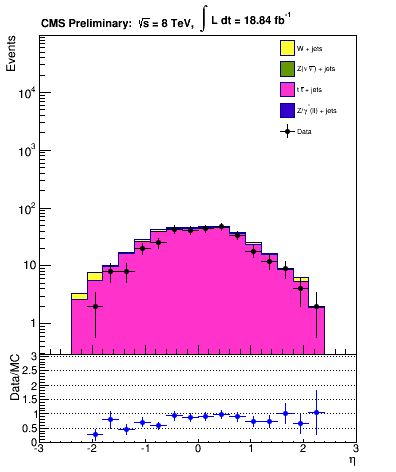 CMS Preliminary: √s = 8 TeV, ∫ L dt = 18.84 fb⁻¹
Events
W + jets
Z(ν ν̅) + jets
t t̅ + jets
Z/γ*(ll) + jets
Data
10⁴
10³
10²
10
1
Data/MC
3
2.5
2
1.5
1
0.5
0
-3 -2 -1 0 1 2 3
η